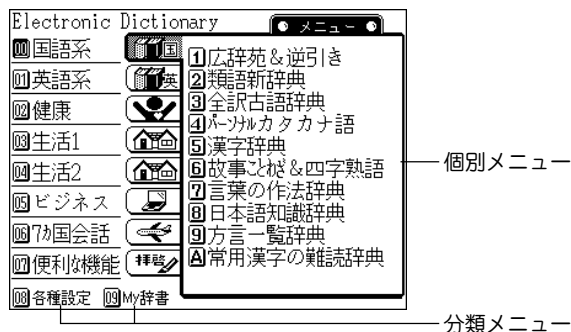 Electronic Dictionary
メニュー
00国語系
国
01英語系
英
02健康
03生活1
04生活2
05ビジネス
067ｶ国会話
07便利な機能
拝啓
08各種設定 09My辞書
1広辞苑&逆引き
2類語新辞典
3全訳古語辞典
4ﾊﾟｰｿﾅﾙカタカナ語
5漢字辞典
6故事ことわざ&四字熟語
7言葉の作法辞典
8日本語知識辞典
9方言一覧辞典
A常用漢字の難読辞典
個別メニュー
分類メニュー